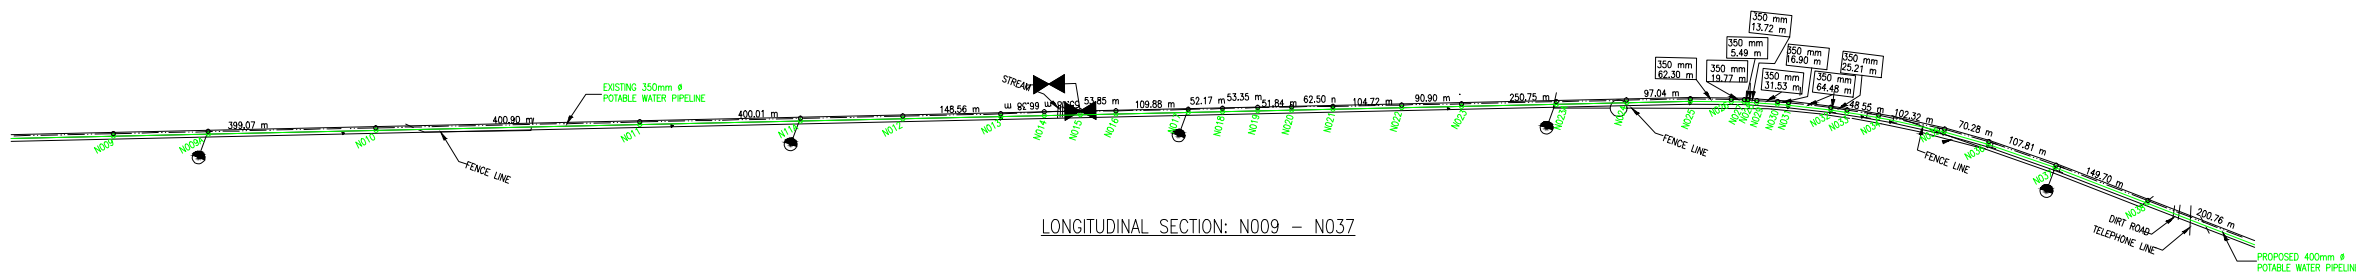 EXISTING 350mm ø
POTABLE WATER PIPELINE
399.07 m
400.90 m
400.01 m
148.56 m
66.38 m
53.85 m
109.88 m
52.17 m
53.35 m
51.84 m
62.50 m
104.72 m
90.90 m
250.75 m
97.04 m
350 mm
62.30 m
350 mm
19.77 m
350 mm
5.49 m
350 mm
13.72 m
350 mm
31.53 m
350 mm
16.90 m
350 mm
64.48 m
350 mm
25.21 m
48.55 m
102.32 m
70.28 m
107.81 m
149.70 m
200.76 m
STREAM
N009
N010
N011
N012
N013
N014
N015
N016
N018
N019
N020
N021
N022
N023
N025
N037
N038
FENCE LINE
FENCE LINE
FENCE LINE
DIRT ROAD
TELEPHONE LINE
PROPOSED 400mm ø
POTABLE WATER PIPELINE
LONGITUDINAL SECTION: N009 - N037